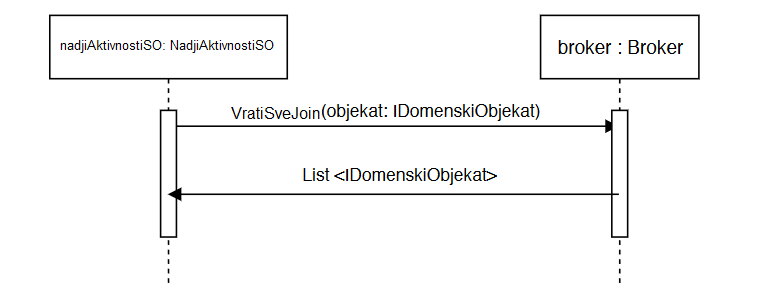 nadjiAktivnostiSO: NadjiAktivnostiSO
broker : Broker
VratiSveJoin(objekat: IDomenskiObjekat)
List <IDomenskiObjekat>